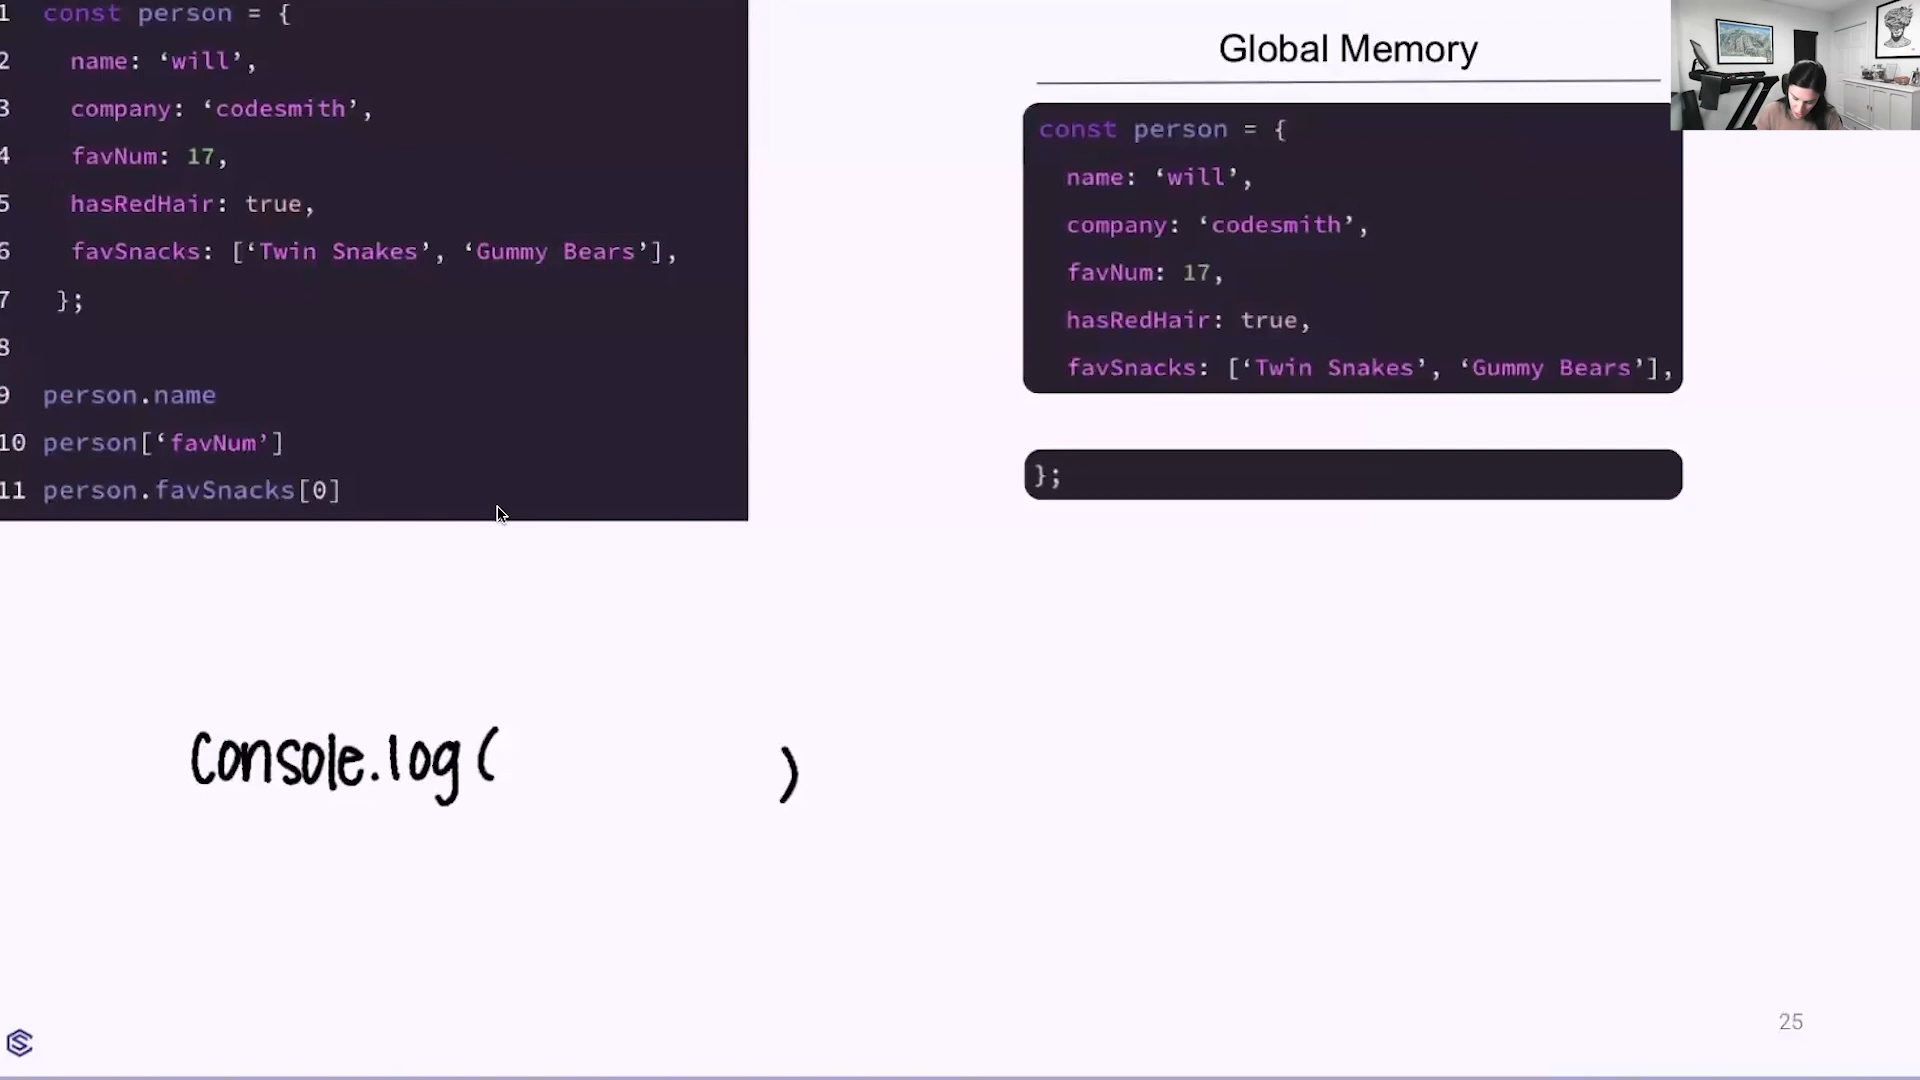 1 const person = {
2 name: ‘will’,
3 company: ‘codesmith’,
4 favNum: 17,
5 hasRedHair: true,
6 favSnacks: [‘Twin Snakes’, ‘Gummy Bears’],
7 };
8
9 person.name
10 person[‘favNum’]
11 person.favSnacks[0]
Global Memory
const person = {
name: ‘will’,
company: ‘codesmith’,
favNum: 17,
hasRedHair: true,
favSnacks: [‘Twin Snakes’, ‘Gummy Bears’],
};
Console.log( )
25